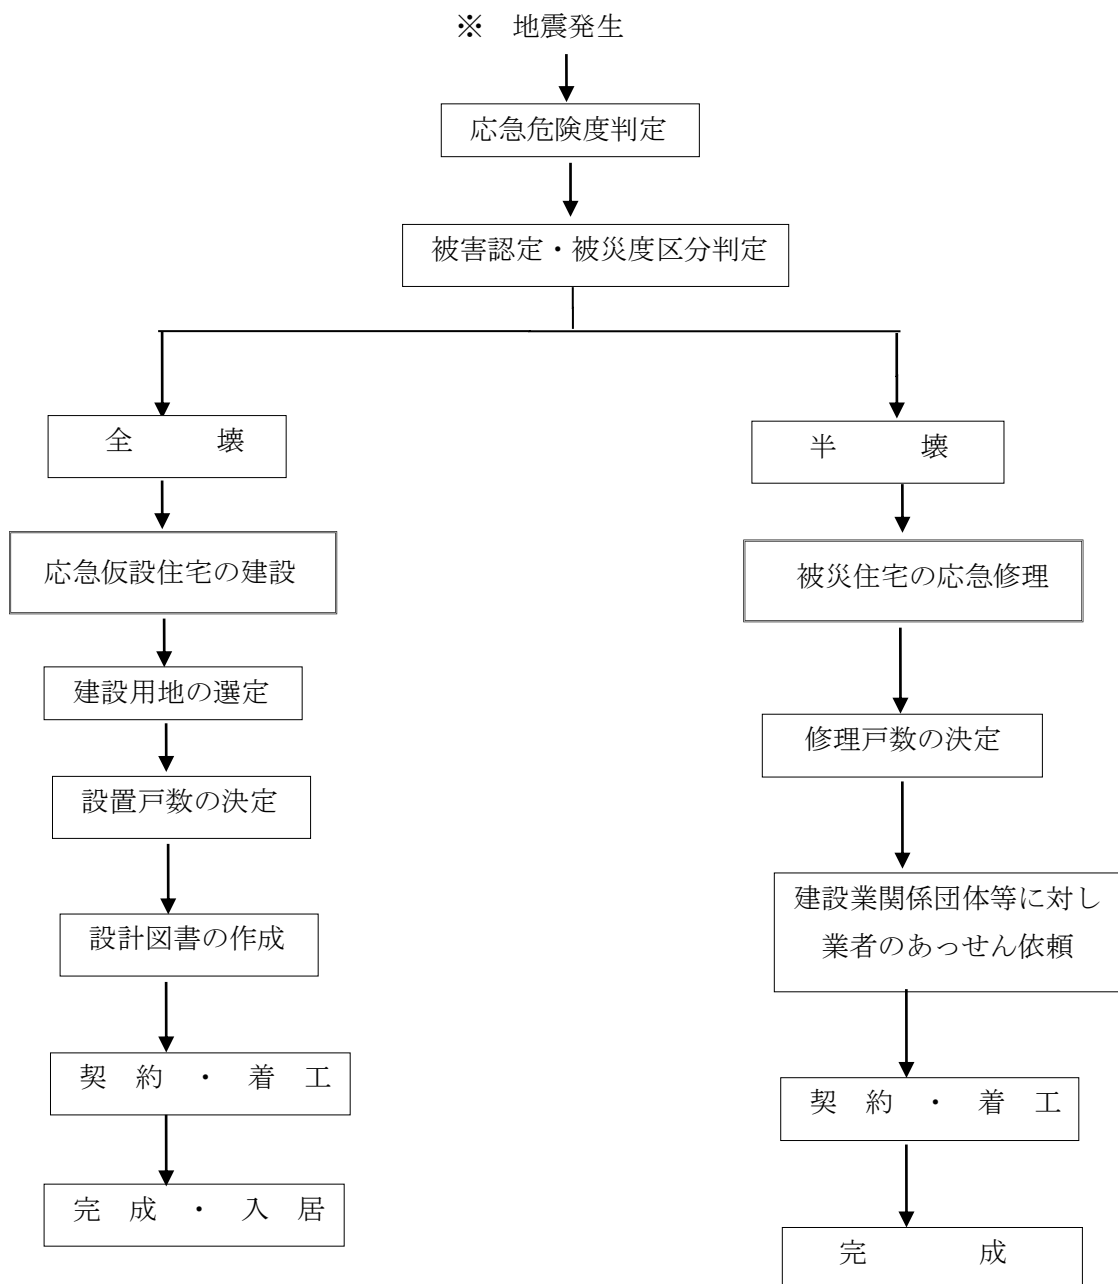 ※　地震発生
応急危険度判定
被害認定・被災度区分判定
全　　　壊
応急仮設住宅の建設
建設用地の選定
設置戸数の決定
設計図書の作成
契　約　・　着　工
完　成　・　入　居
半　　　壊
被災住宅の応急修理
修理戸数の決定
建設業関係団体等に対し
業者のあっせん依頼
契　約　・　着　工
完　　　　成